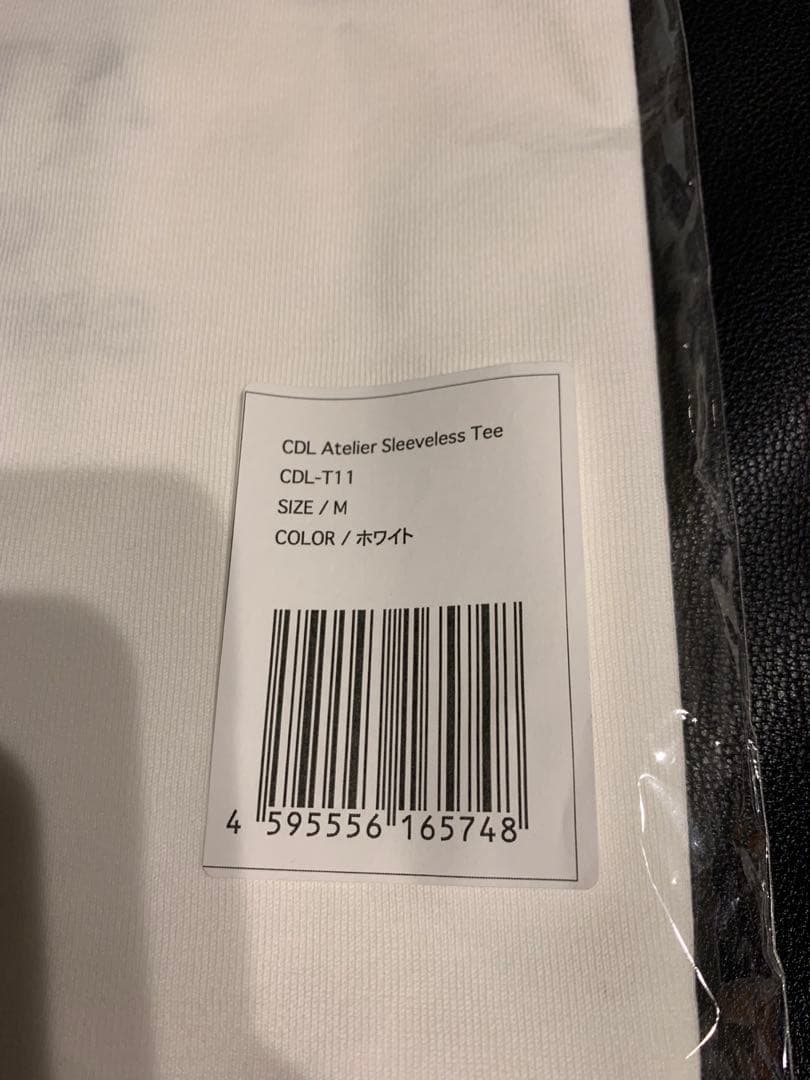 CDL Atelier Sleeveless Tee
CDL-T11
SIZE / M
COLOR / ホワイト
4 595556 165748